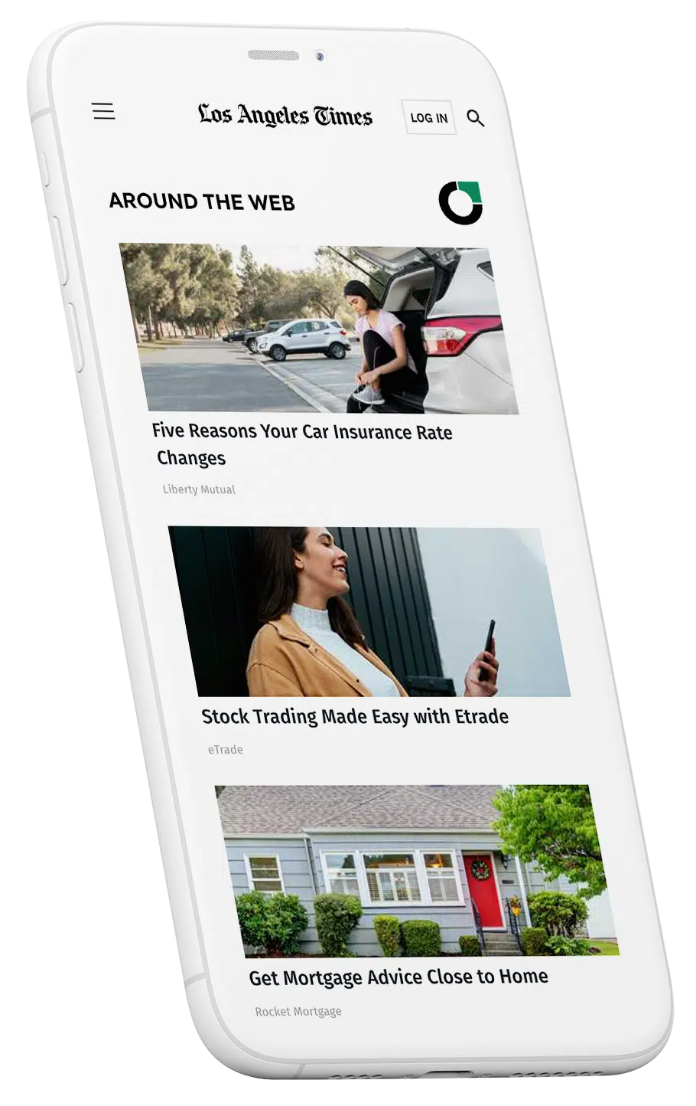 Los Angeles Times
LOG IN
AROUND THE WEB
Five Reasons Your Car Insurance Rate
Changes
Liberty Mutual
Stock Trading Made Easy with Etrade
eTrade
Get Mortgage Advice Close to Home
Rocket Mortgage